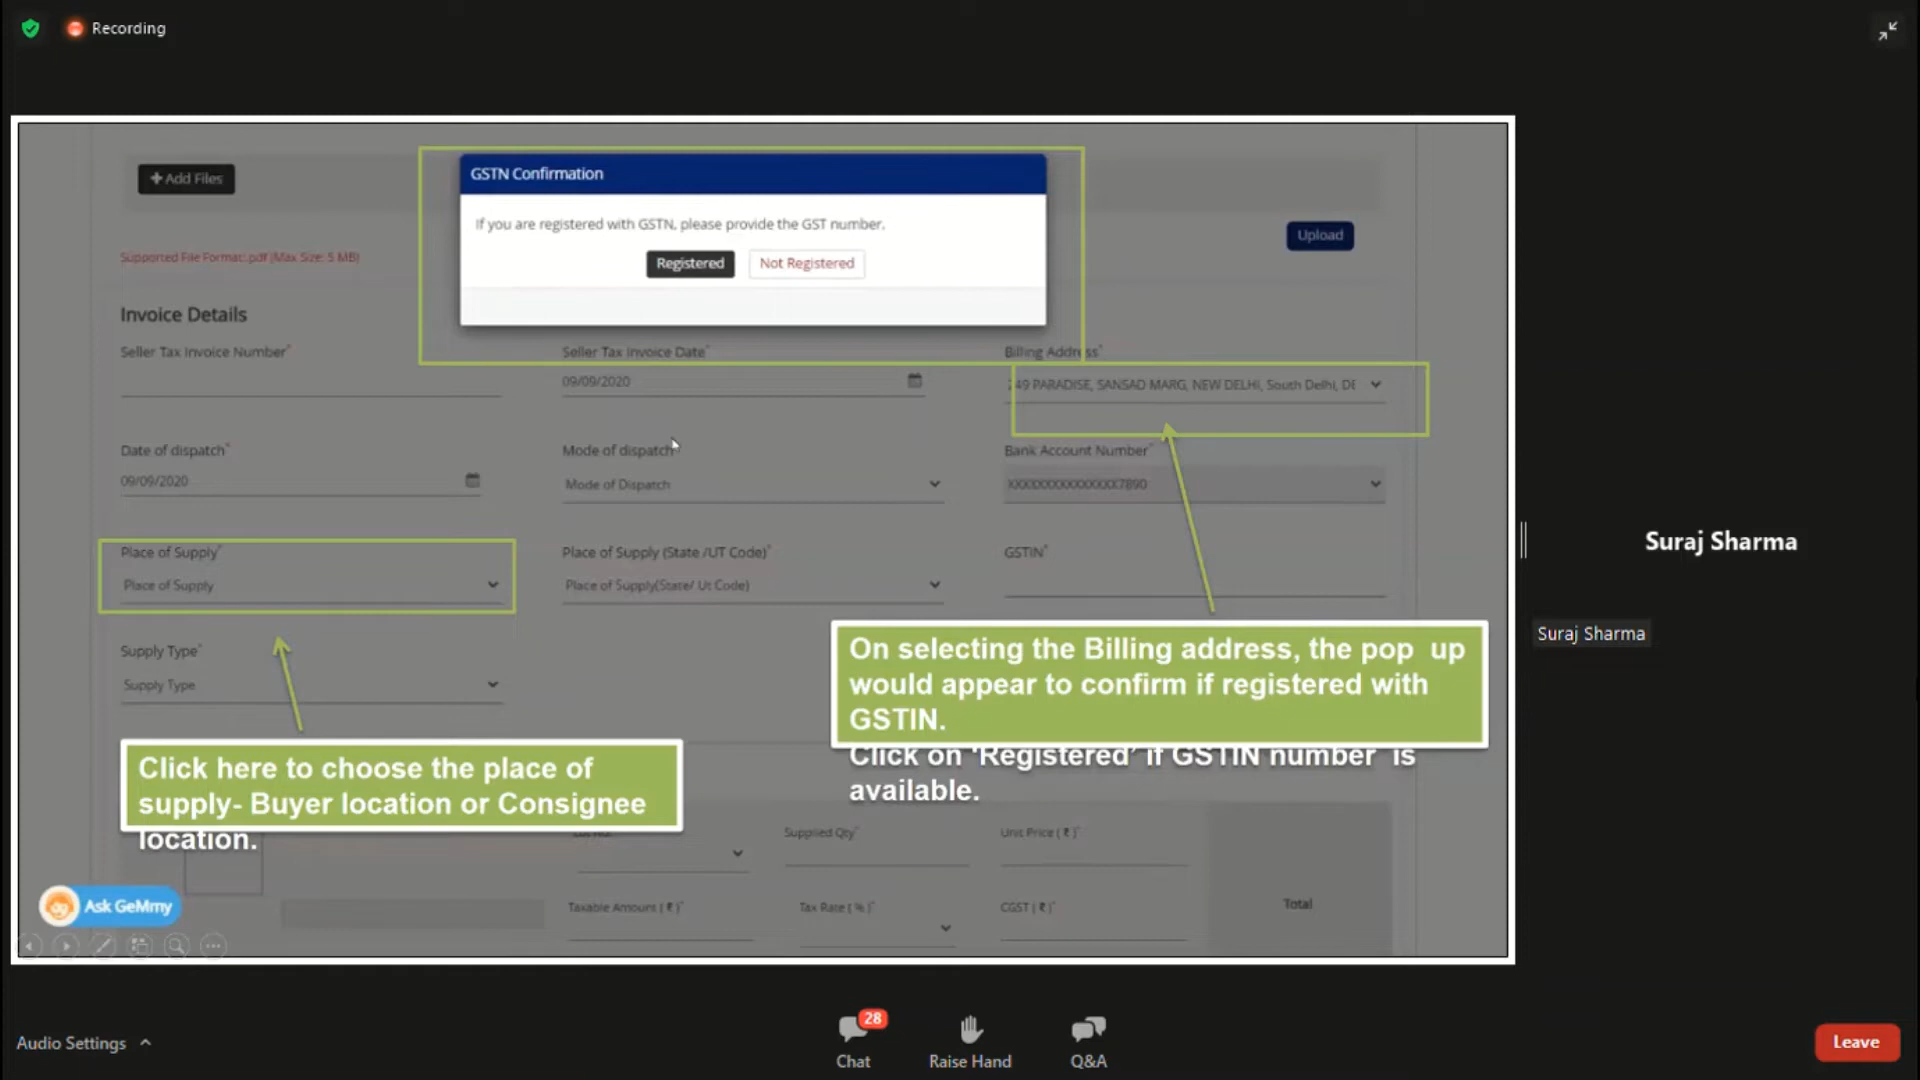 Recording
GSTN Confirmation
+ Add Files
If you are registered with GSTN, please provide the GST number.
Upload
Registered Not Registered
Supported File Format:.pdf (Max Size: 5 MB)
Invoice Details
Seller Tax Invoice Number* Seller Tax Invoice Date* Billing Address*
09/09/2020 249 PARADISE, SANSAD MARG, NEW DELHI, South Delhi, DE
Date of dispatch* Mode of dispatch* Bank Account Number*
09/09/2020 Mode of Dispatch
Place of Supply* Place of Supply (State /UT Code)* GSTIN*
Place of Supply Place of Supply(State/ Ut Code)
Supply Type*
Supply Type
On selecting the Billing address, the pop up
would appear to confirm if registered with
GSTIN.
Click on ‘Registered’ if GSTIN number is
available.
Click here to choose the place of
supply- Buyer location or Consignee
location.
Supplied Qty* Unit Price ( ₹ )*
Taxable Amount ( ₹ )* Tax Rate ( % )* CGST ( ₹ )* Total
Ask GeMmy
Suraj Sharma
Suraj Sharma
Audio Settings
28
Chat Raise Hand Q&A
Leave